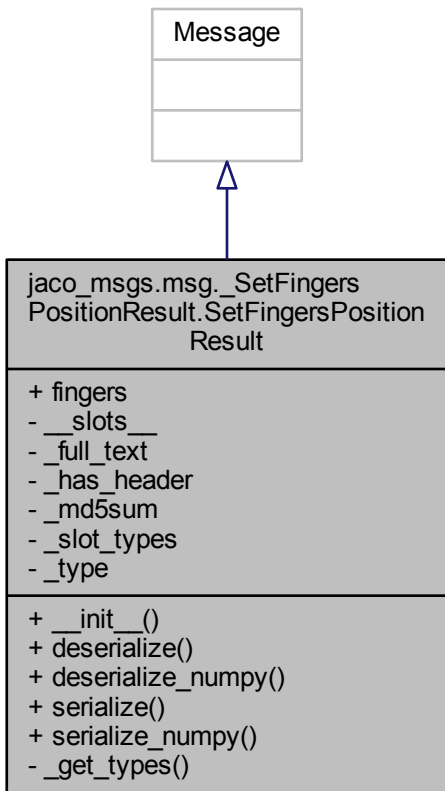 Message
jaco_msgs.msg._SetFingers
PositionResult.SetFingersPosition
Result
+ fingers
- __slots__
- _full_text
- _has_header
- _md5sum
- _slot_types
- _type
+ __init__()
+ deserialize()
+ deserialize_numpy()
+ serialize()
+ serialize_numpy()
- _get_types()